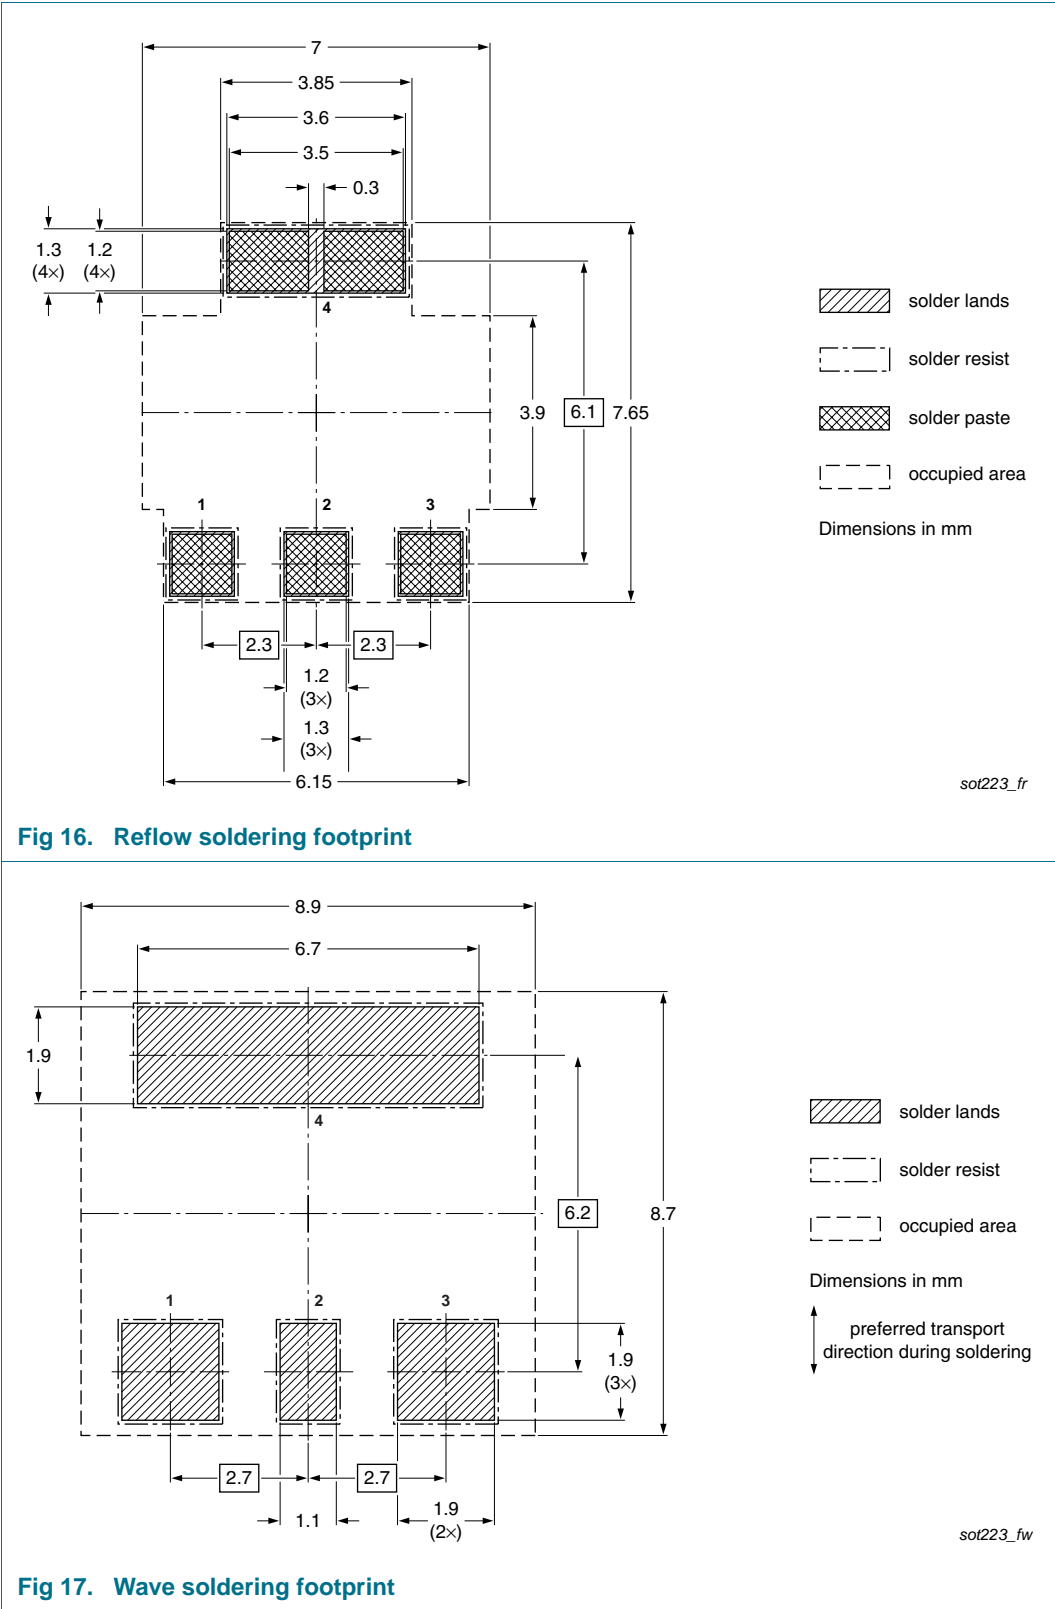 7
3.85
3.6
3.5
0.3
1.3
(4×)
1.2
(4×)
4
3.9
6.1
7.65
solder lands
solder resist
solder paste
occupied area
Dimensions in mm
1
2
3
2.3
2.3
1.2
(3×)
1.3
(3×)
6.15
sot223_fr
Fig 16. Reflow soldering footprint
8.9
6.7
1.9
4
6.2
8.7
solder lands
solder resist
occupied area
Dimensions in mm
preferred transport
direction during soldering
1
2
3
1.9
(3×)
2.7
2.7
1.1
1.9
(2×)
sot223_fw
Fig 17. Wave soldering footprint